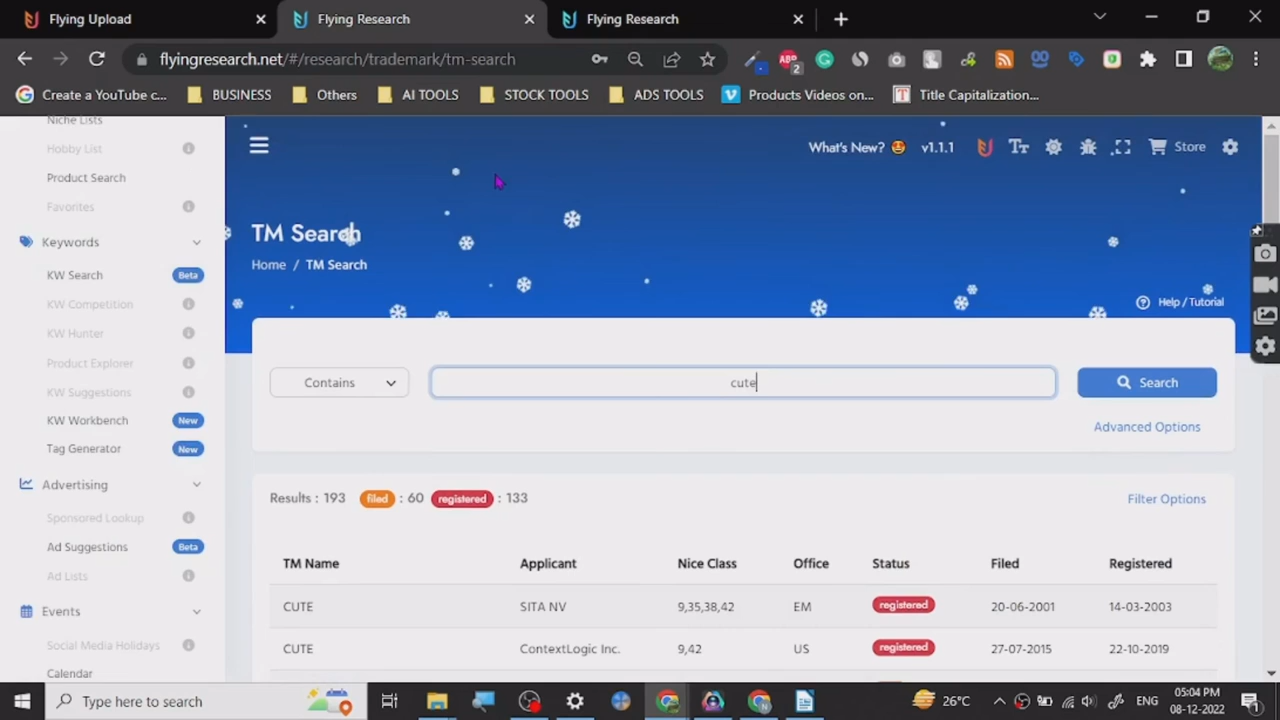 Flying Upload
Flying Research
Flying Research
flyingresearch.net/#/research/trademark/tm-search
ABP
2
Create a YouTube c...
BUSINESS
Others
AI TOOLS
STOCK TOOLS
ADS TOOLS
Products Videos on...
Title Capitalization...
Niche Lists
Hobby List
Product Search
Favorites
Keywords
KW Search Beta
KW Competition
KW Hunter
Product Explorer
KW Suggestions
KW Workbench New
Tag Generator New
Advertising
Sponsored Lookup
Ad Suggestions Beta
Ad Lists
Events
Social Media Holidays
Calendar
What's New? v1.1.1 Store
TM Search
Home / TM Search
Help / Tutorial
Contains cute Search
Advanced Options
Results : 193 filed : 60 registered : 133 Filter Options
TM Name Applicant Nice Class Office Status Filed Registered
CUTE SITA NV 9,35,38,42 EM registered 20-06-2001 14-03-2003
CUTE ContextLogic Inc. 9,42 US registered 27-07-2015 22-10-2019
Type here to search
26°C
ENG
05:04 PM
08-12-2022
1